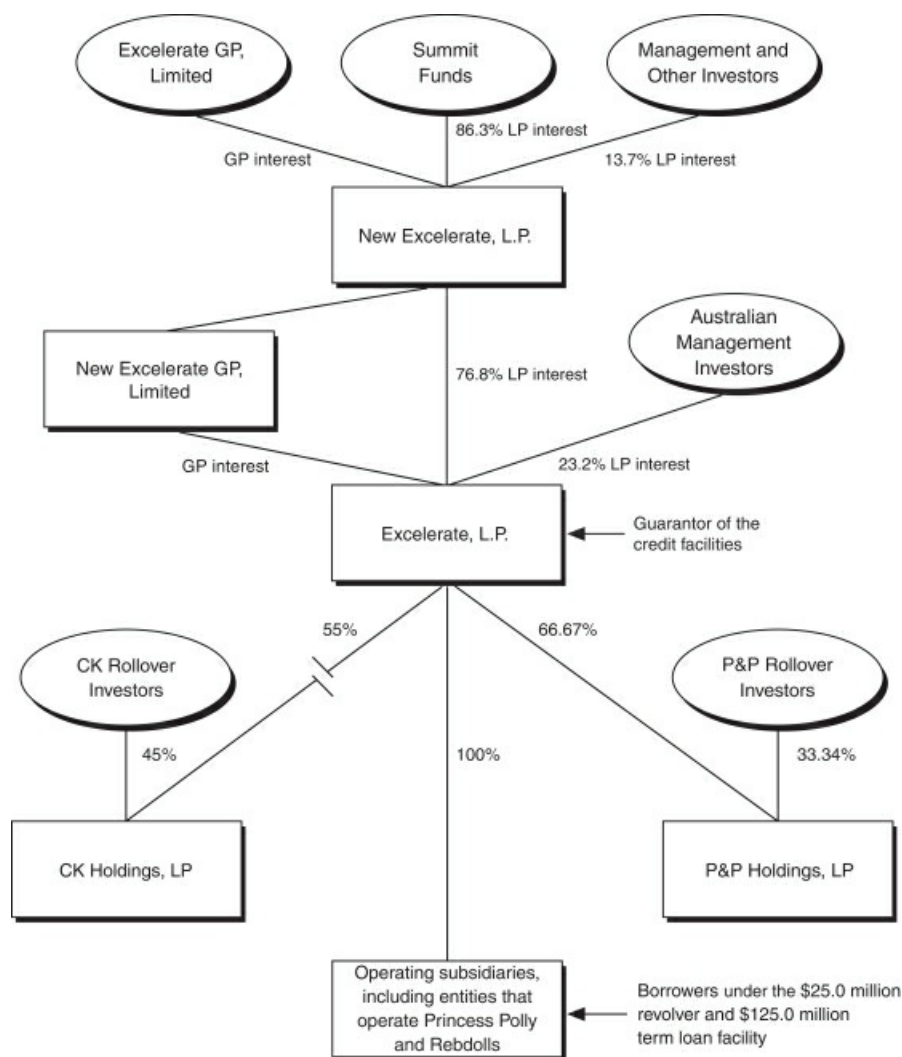 Excelerate GP,
Limited
Summit
Funds
Management and
Other Investors
GP interest
86.3% LP interest
13.7% LP interest
New Excelerate, L.P.
New Excelerate GP,
Limited
76.8% LP interest
Australian
Management
Investors
GP interest
23.2% LP interest
Excelerate, L.P.
Guarantor of the
credit facilities
55%
66.67%
CK Rollover
Investors
P&P Rollover
Investors
45%
100%
33.34%
CK Holdings, LP
P&P Holdings, LP
Operating subsidiaries,
including entities that
operate Princess Polly
and Rebdolls
Borrowers under the $25.0 million
revolver and $125.0 million
term loan facility